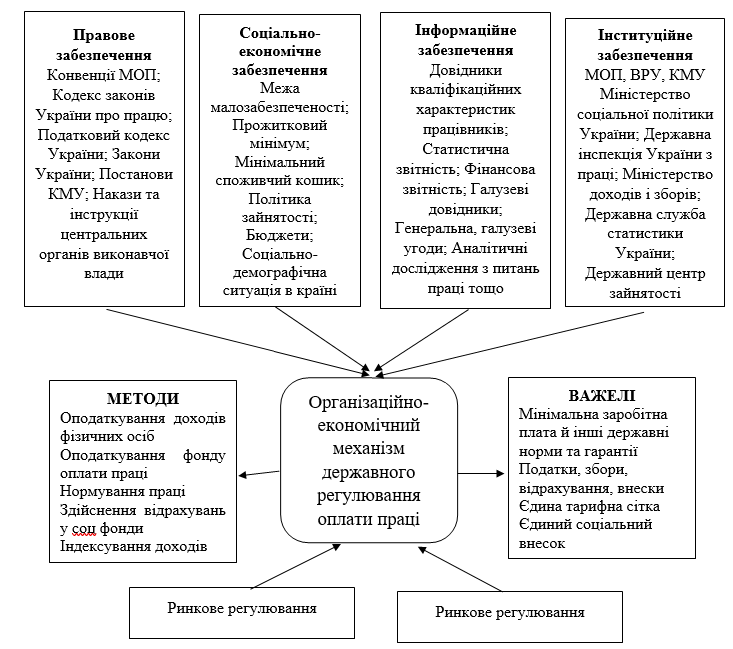 Правове
забезпечення
Конвенції МОП;
Кодекс законів
України про працю;
Податковий кодекс
України; Закони
України; Постанови
КМУ; Накази та
інструкції
центральних
органів виконавчої
влади
Соціально-
економічне
забезпечення
Межа
малозабезпеченості;
Прожитковий
мінімум;
Мінімальний
споживчий кошик;
Політика
зайнятості;
Бюджети;
Соціально-
демографічна
ситуація в країні
Інформаційне
забезпечення
Довідники
кваліфікаційних
характеристик
працівників;
Статистична
звітність; Фінансова
звітність; Галузеві
довідники;
Генеральна, галузеві
угоди; Аналітичні
дослідження з питань
праці тощо
Інституційне
забезпечення
МОП, ВРУ, КМУ
Міністерство
соціальної політики
України; Державна
інспекція України з
праці; Міністерство
доходів і зборів;
Державна служба
статистики
України;
Державний центр
зайнятості
МЕТОДИ
Оподаткування доходів
фізичних осіб
Оподаткування фонду
оплати праці
Нормування праці
Здійснення відрахувань
у соц фонди
Індексування доходів
Організаційно-
економічний
механізм
державного
регулювання
оплати праці
ВАЖЕЛІ
Мінімальна заробітна
плата й інші державні
норми та гарантії
Податки, збори,
відрахування, внески
Єдина тарифна сітка
Єдиний соціальний
внесок
Ринкове регулювання
Ринкове регулювання